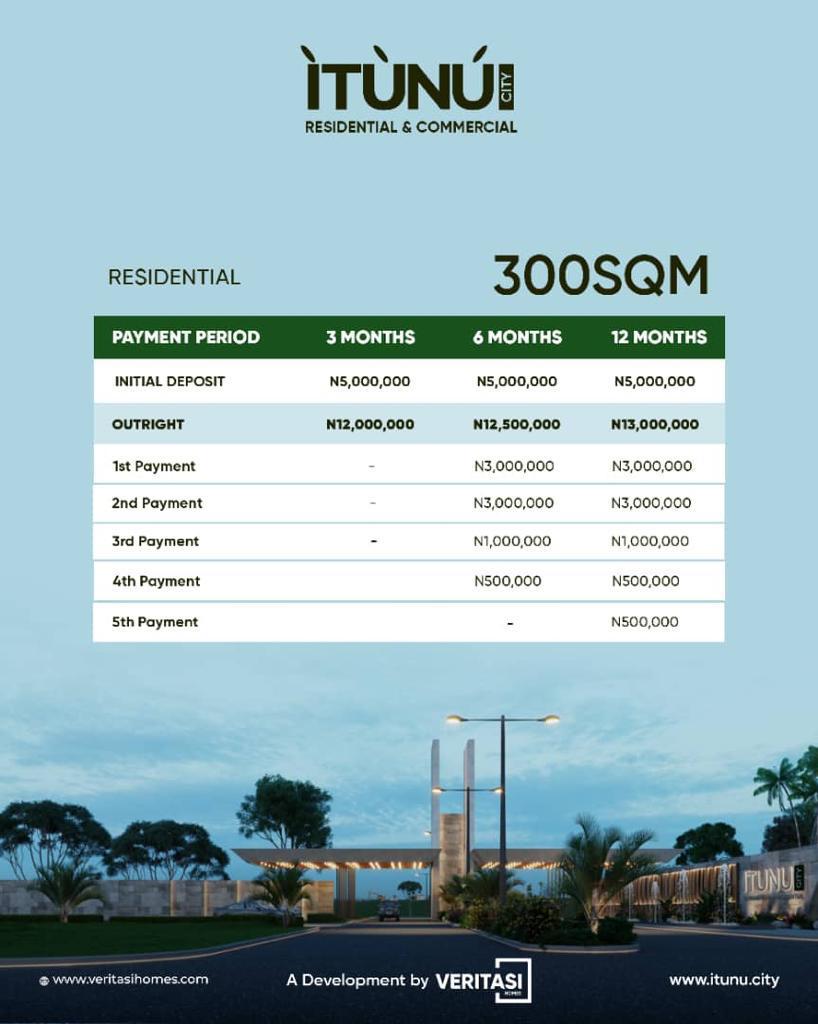 ÌTÙNÚ CITY
RESIDENTIAL & COMMERCIAL
RESIDENTIAL 300SQM
PAYMENT PERIOD 3 MONTHS 6 MONTHS 12 MONTHS
INITIAL DEPOSIT N5,000,000 N5,000,000 N5,000,000
OUTRIGHT N12,000,000 N12,500,000 N13,000,000
1st Payment - N3,000,000 N3,000,000
2nd Payment - N3,000,000 N3,000,000
3rd Payment - N1,000,000 N1,000,000
4th Payment N500,000 N500,000
5th Payment - N500,000
ITUNU CITY
www.veritasihomes.com A Development by VERITASI HOMES www.itunu.city